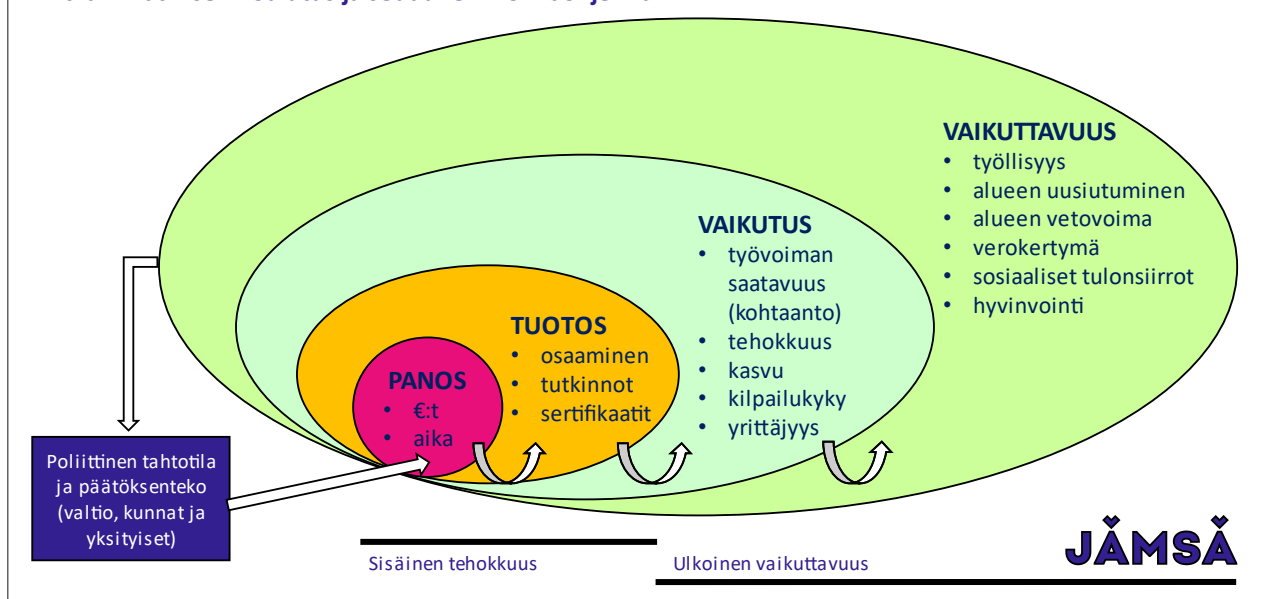 VAIKUTTAVUUS
• työllisyys
• alueen uusiutuminen
• alueen vetovoima
• verokertymä
• sosiaaliset tulonsiirrot
• hyvinvointi
VAIKUTUS
• työvoiman
saatavuus
(kohtaanto)
• tehokkuus
• kasvu
• kilpailukyky
• yrittäjyys
TUOTOS
• osaaminen
• tutkinnot
• sertifikaatit
PANOS
• €:t
• aika
Poliittinen tahtotila
ja päätöksenteko
(valtio, kunnat ja
yksityiset)
Sisäinen tehokkuus
Ulkoinen vaikuttavuus
JÄMSÄ